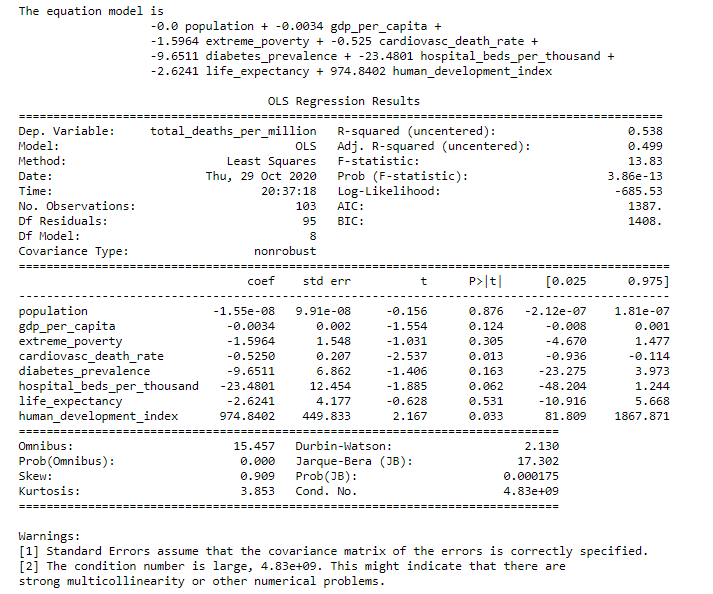 The equation model is
-0.0 population + -0.0034 gdp_per_capita +
-1.5964 extreme_poverty + -0.525 cardiovasc_death_rate +
-9.6511 diabetes_prevalence + -23.4801 hospital_beds_per_thousand +
-2.6241 life_expectancy + 974.8402 human_development_index
OLS Regression Results
==============================================================================
Dep. Variable: total_deaths_per_million R-squared (uncentered): 0.538
Model: OLS Adj. R-squared (uncentered): 0.499
Method: Least Squares F-statistic: 13.83
Date: Thu, 29 Oct 2020 Prob (F-statistic): 3.86e-13
Time: 20:37:18 Log-Likelihood: -685.53
No. Observations: 103 AIC: 1387.
Df Residuals: 95 BIC: 1408.
Df Model: 8
Covariance Type: nonrobust
==============================================================================
coef std err t P>|t| [0.025 0.975]
------------------------------------------------------------------------------
population -1.55e-08 9.91e-08 -0.156 0.876 -2.12e-07 1.81e-07
gdp_per_capita -0.0034 0.002 -1.554 0.124 -0.008 0.001
extreme_poverty -1.5964 1.548 -1.031 0.305 -4.670 1.477
cardiovasc_death_rate -0.5250 0.207 -2.537 0.013 -0.936 -0.114
diabetes_prevalence -9.6511 6.862 -1.406 0.163 -23.275 3.973
hospital_beds_per_thousand -23.4801 12.454 -1.885 0.062 -48.204 1.244
life_expectancy -2.6241 4.177 -0.628 0.531 -10.916 5.668
human_development_index 974.8402 449.833 2.167 0.033 81.809 1867.871
==============================================================================
Omnibus: 15.457 Durbin-Watson: 2.130
Prob(Omnibus): 0.000 Jarque-Bera (JB): 17.302
Skew: 0.909 Prob(JB): 0.000175
Kurtosis: 3.853 Cond. No. 4.83e+09
==============================================================================
Warnings:
[1] Standard Errors assume that the covariance matrix of the errors is correctly specified.
[2] The condition number is large, 4.83e+09. This might indicate that there are
strong multicollinearity or other numerical problems.